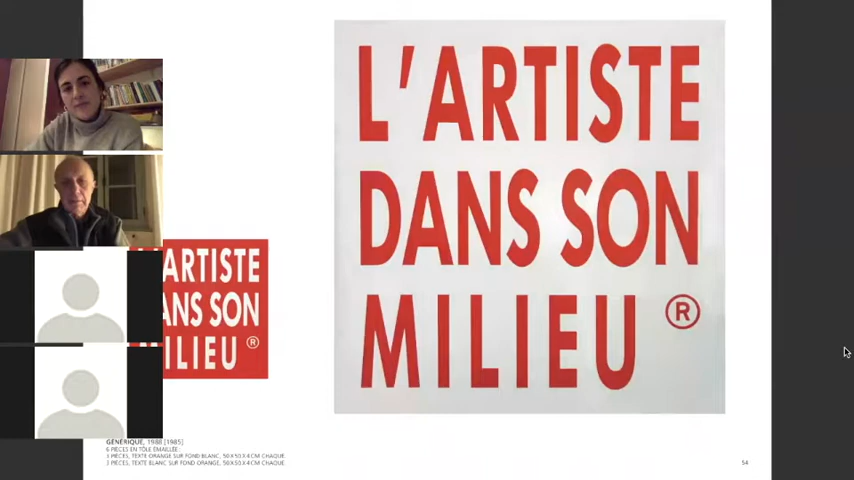 L'ARTISTE
DANS SON
MILIEU ®
ARTISTE
ANS SON
ILIEU ®
GÉNÉRIQUE, 1988 [1985]
6 PIÈCES EN TÔLE ÉMAILLÉE:
3 PIÈCES, TEXTE ORANGE SUR FOND BLANC, 50 X 50 X 4 CM CHAQUE
3 PIÈCES, TEXTE BLANC SUR FOND ORANGE, 50 X 50 X 4 CM CHAQUE
54